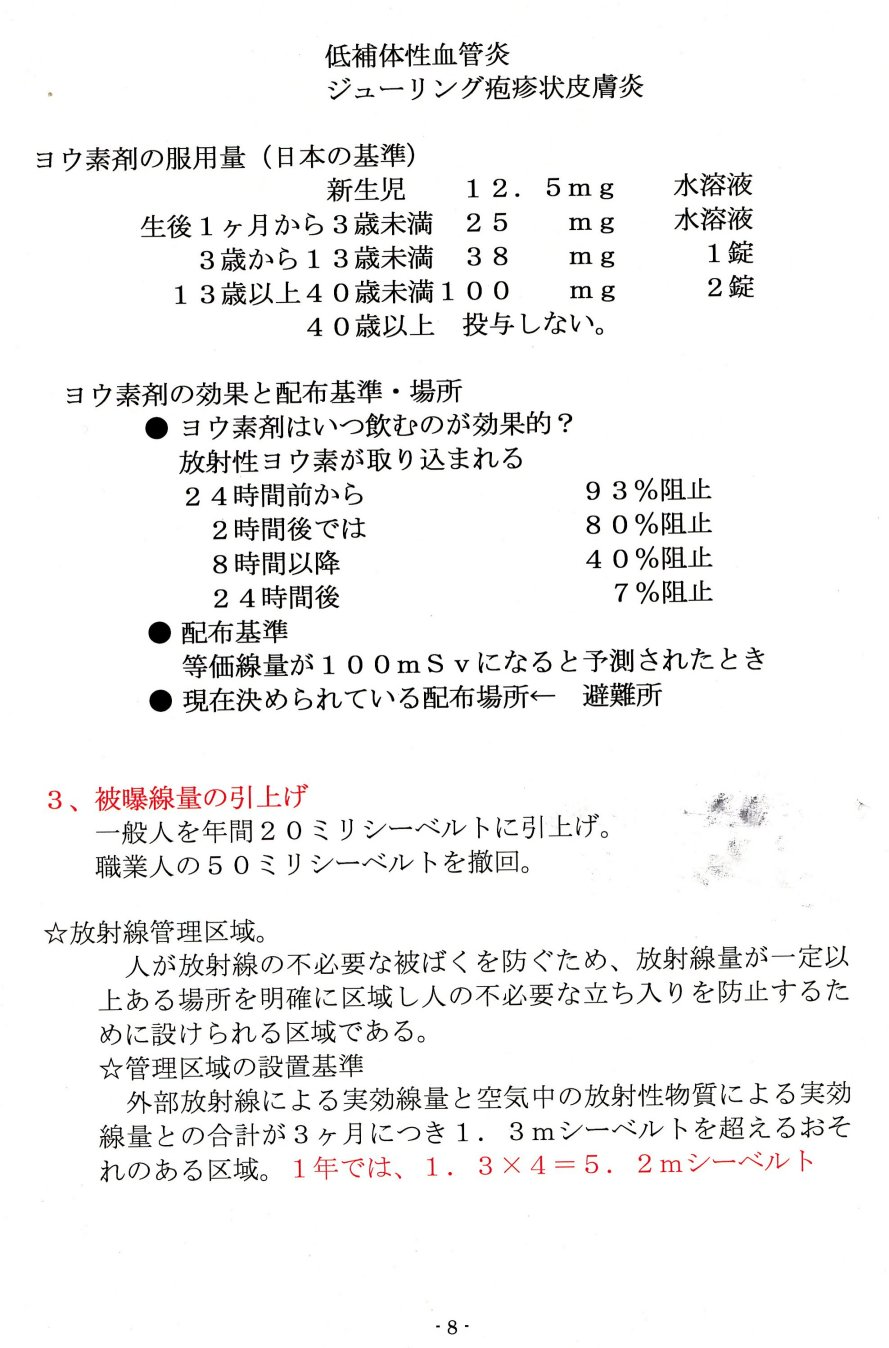 低補体性血管炎
ジューリング疱疹状皮膚炎
ヨウ素剤の服用量（日本の基準）
新生児　１２．５ｍｇ　水溶液
生後１ヶ月から３歳未満　２５　ｍｇ　水溶液
３歳から１３歳未満　３８　ｍｇ　１錠
１３歳以上４０歳未満１００　ｍｇ　２錠
４０歳以上　投与しない。
ヨウ素剤の効果と配布基準・場所
● ヨウ素剤はいつ飲むのが効果的？
放射性ヨウ素が取り込まれる
２４時間前から　９３％阻止
２時間後では　８０％阻止
８時間以降　４０％阻止
２４時間後　７％阻止
● 配布基準
等価線量が１００ｍＳｖになると予測されたとき
● 現在決められている配布場所←　避難所
３、被曝線量の引上げ
一般人を年間２０ミリシーベルトに引上げ。
職業人の５０ミリシーベルトを撤回。
☆放射線管理区域。
人が放射線の不必要な被ばくを防ぐため、放射線量が一定以
上ある場所を明確に区域し人の不必要な立ち入りを防止するた
めに設けられる区域である。
☆管理区域の設置基準
外部放射線による実効線量と空気中の放射性物質による実効
線量との合計が３ヶ月につき１．３ｍシーベルトを超えるおそ
れのある区域。１年では、１．３×４＝５．２ｍシーベルト
- 8 -